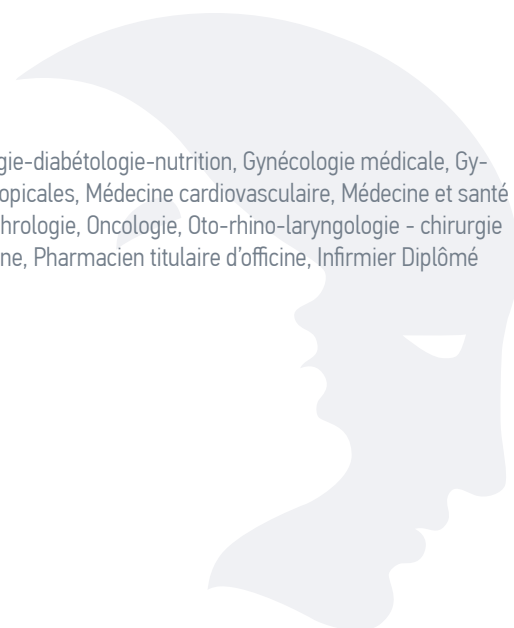 gie-diabétologie-nutrition, Gynécologie médicale, Gy-
opicales, Médecine cardiovasculaire, Médecine et santé
hrologie, Oncologie, Oto-rhino-laryngologie - chirurgie
ne, Pharmacien titulaire d’officine, Infirmier Diplômé